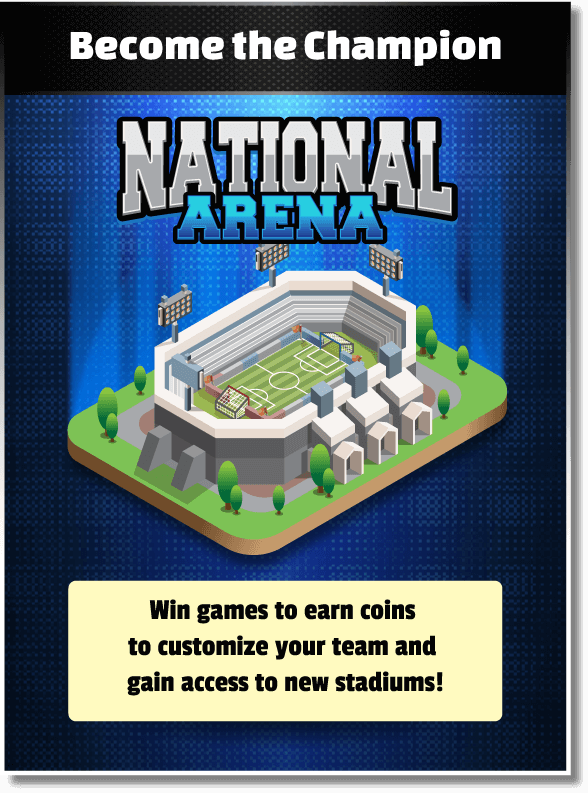 Become the Champion
NATIONAL
ARENA
Win games to earn coins
to customize your team and
gain access to new stadiums!